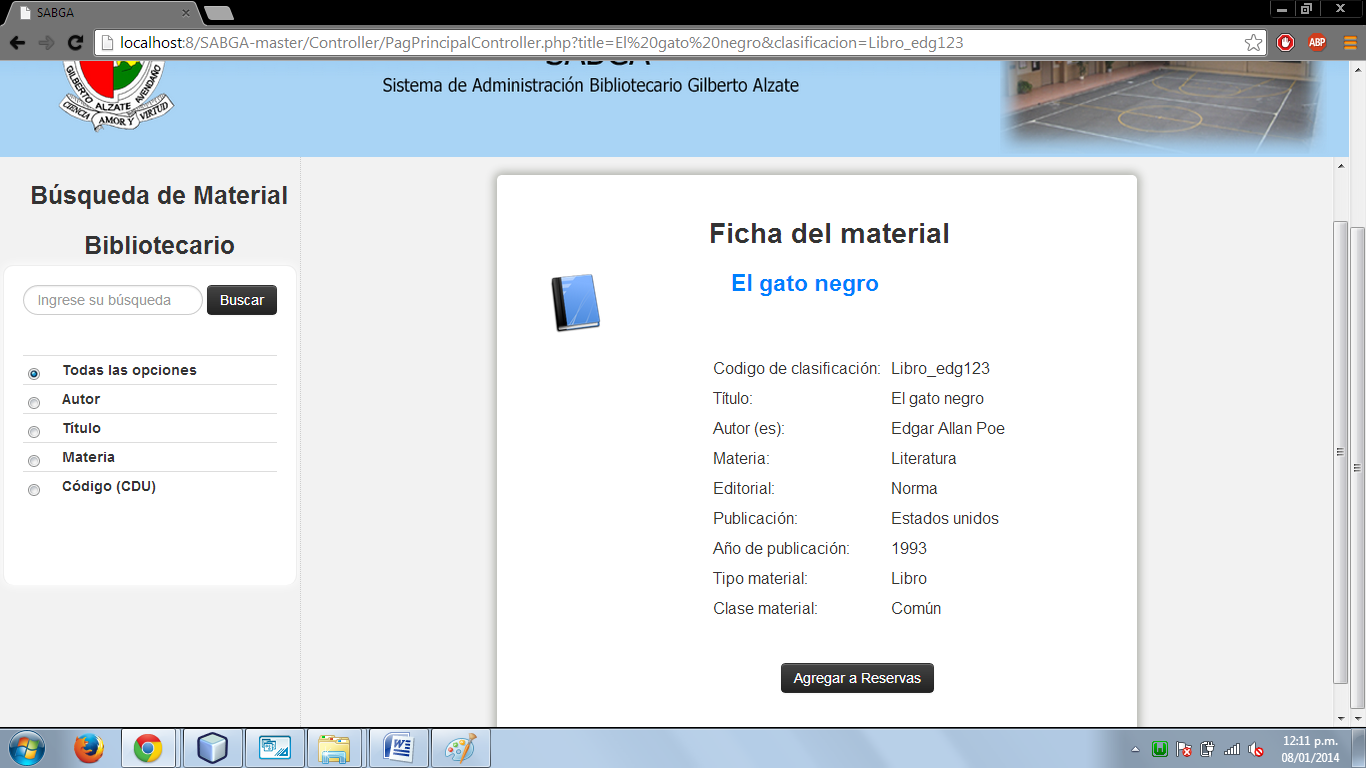 SABGA
localhost:8/SABGA-master/Controller/PagPrincipalController.php?title=El%20gato%20negro&clasificacion=Libro_edg123
ABP
SABGA
Sistema de Administración Bibliotecario Gilberto Alzate
GILBERTO ALZATE AVENDAÑO
CIENCIA AMOR Y VIRTUD
Búsqueda de Material
Bibliotecario
Ingrese su búsqueda Buscar
Todas las opciones
Autor
Título
Materia
Código (CDU)
Ficha del material
El gato negro
Codigo de clasificación: Libro_edg123
Título: El gato negro
Autor (es): Edgar Allan Poe
Materia: Literatura
Editorial: Norma
Publicación: Estados unidos
Año de publicación: 1993
Tipo material: Libro
Clase material: Común
Agregar a Reservas
12:11 p.m.
08/01/2014